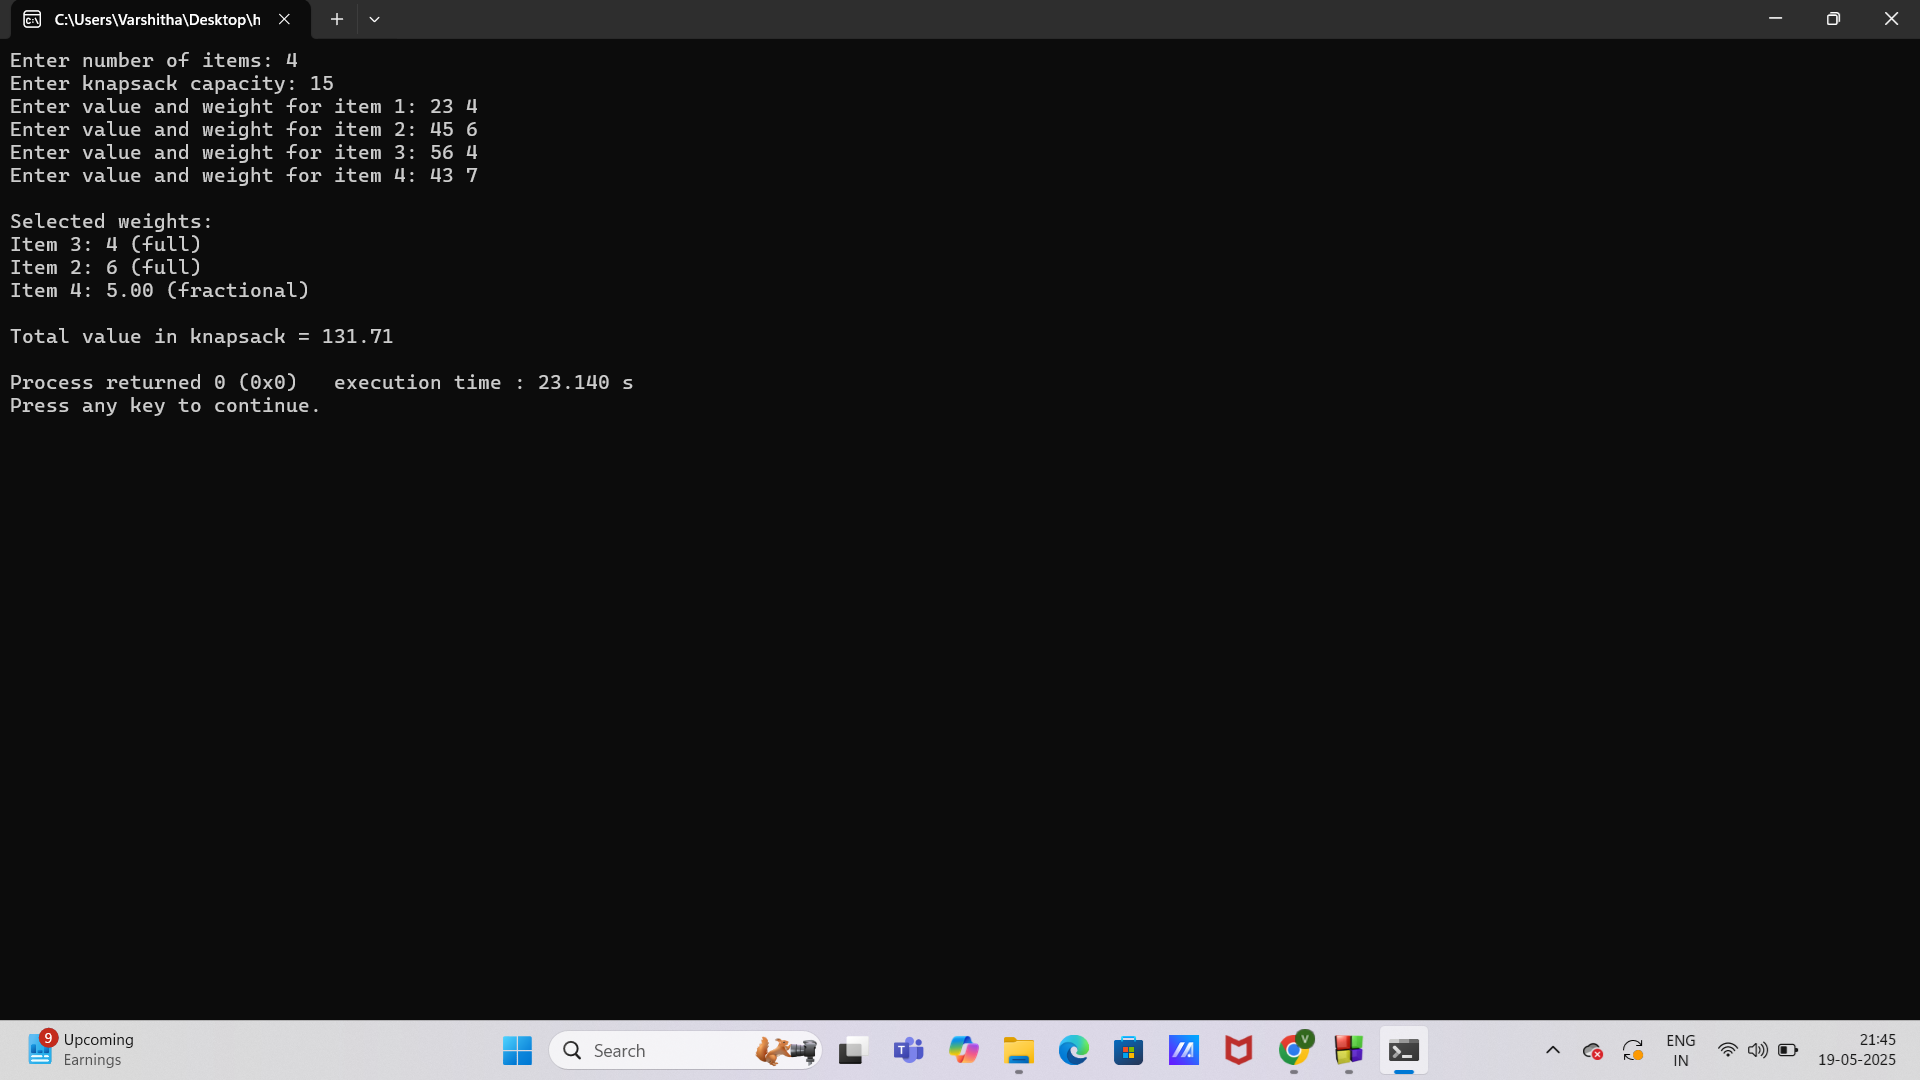 C:\Users\Varshitha\Desktop\h
Enter number of items: 4
Enter knapsack capacity: 15
Enter value and weight for item 1: 23 4
Enter value and weight for item 2: 45 6
Enter value and weight for item 3: 56 4
Enter value and weight for item 4: 43 7
Selected weights:
Item 3: 4 (full)
Item 2: 6 (full)
Item 4: 5.00 (fractional)
Total value in knapsack = 131.71
Process returned 0 (0x0)   execution time : 23.140 s
Press any key to continue.
9
Upcoming
Earnings
Search
V
ENG
IN
21:45
19-05-2025